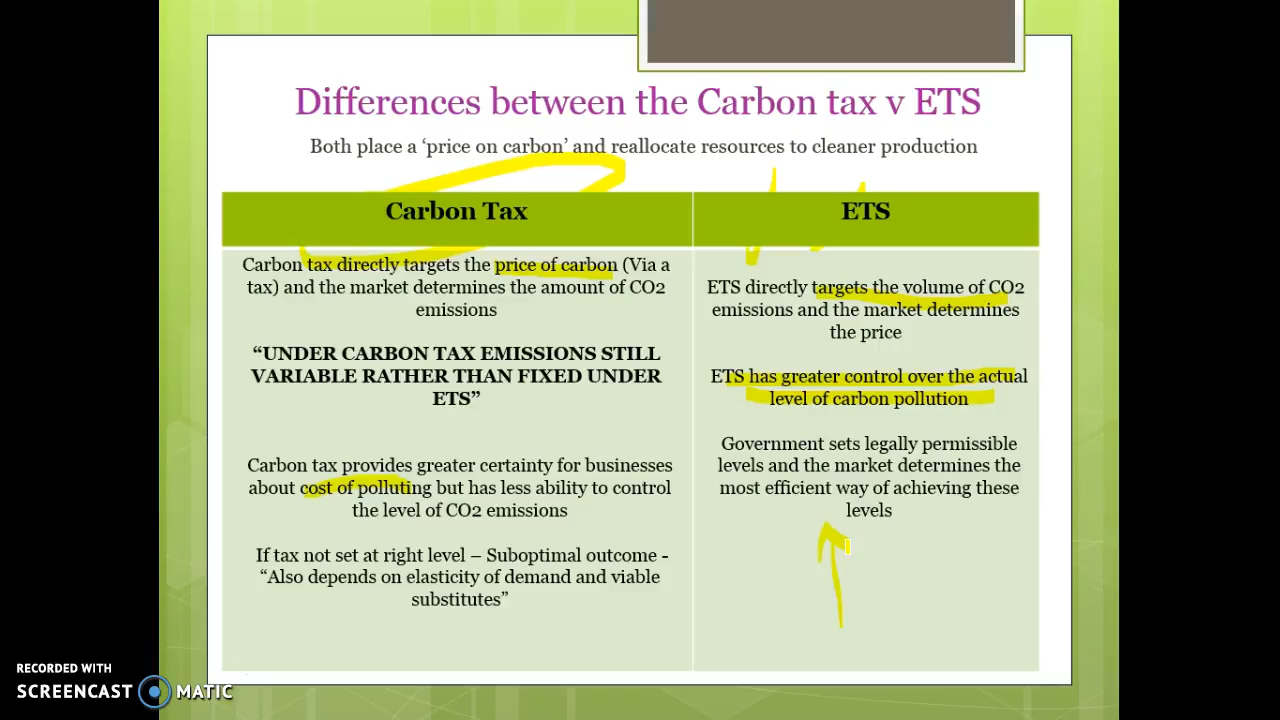 Differences between the Carbon tax v ETS
Both place a ‘price on carbon’ and reallocate resources to cleaner production
Carbon Tax
Carbon tax directly targets the price of carbon (Via a
tax) and the market determines the amount of CO2
emissions
“UNDER CARBON TAX EMISSIONS STILL
VARIABLE RATHER THAN FIXED UNDER
ETS”
Carbon tax provides greater certainty for businesses
about cost of polluting but has less ability to control
the level of CO2 emissions
If tax not set at right level – Suboptimal outcome -
“Also depends on elasticity of demand and viable
substitutes”
ETS
ETS directly targets the volume of CO2
emissions and the market determines
the price
ETS has greater control over the actual
level of carbon pollution
Government sets legally permissible
levels and the market determines the
most efficient way of achieving these
levels
RECORDED WITH
SCREENCAST MATIC